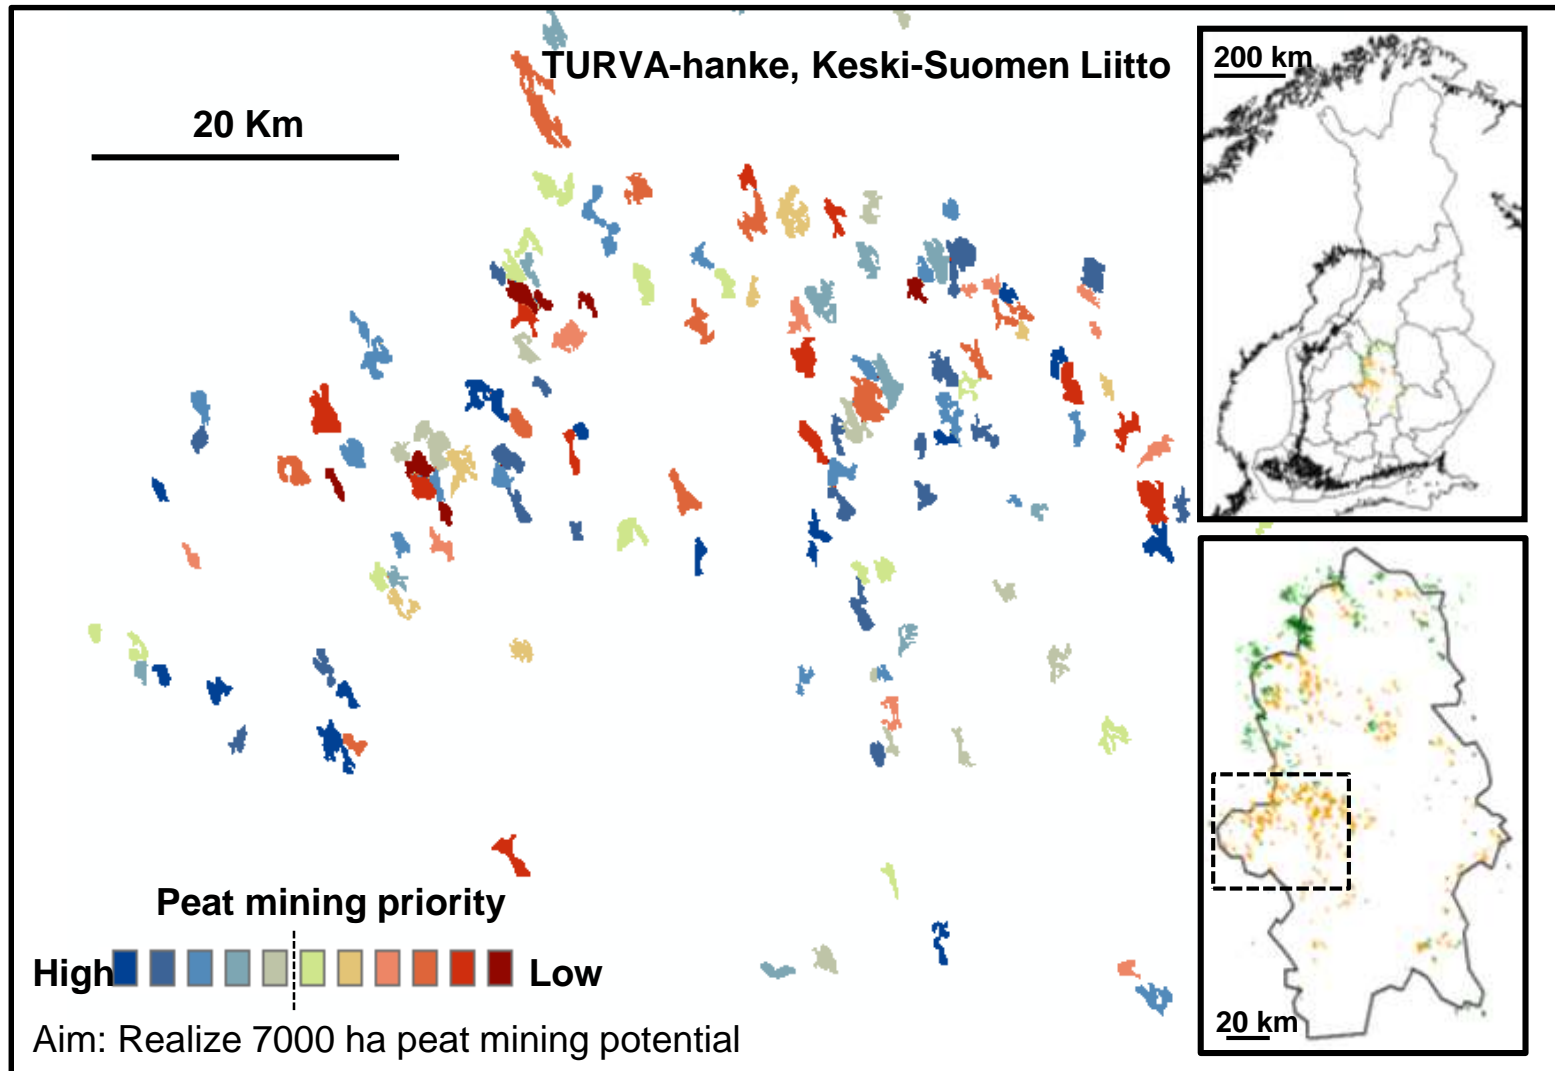 TURVA-hanke, Keski-Suomen Liitto
20 Km
200 km
Peat mining priority
High Low
Aim: Realize 7000 ha peat mining potential
20 km